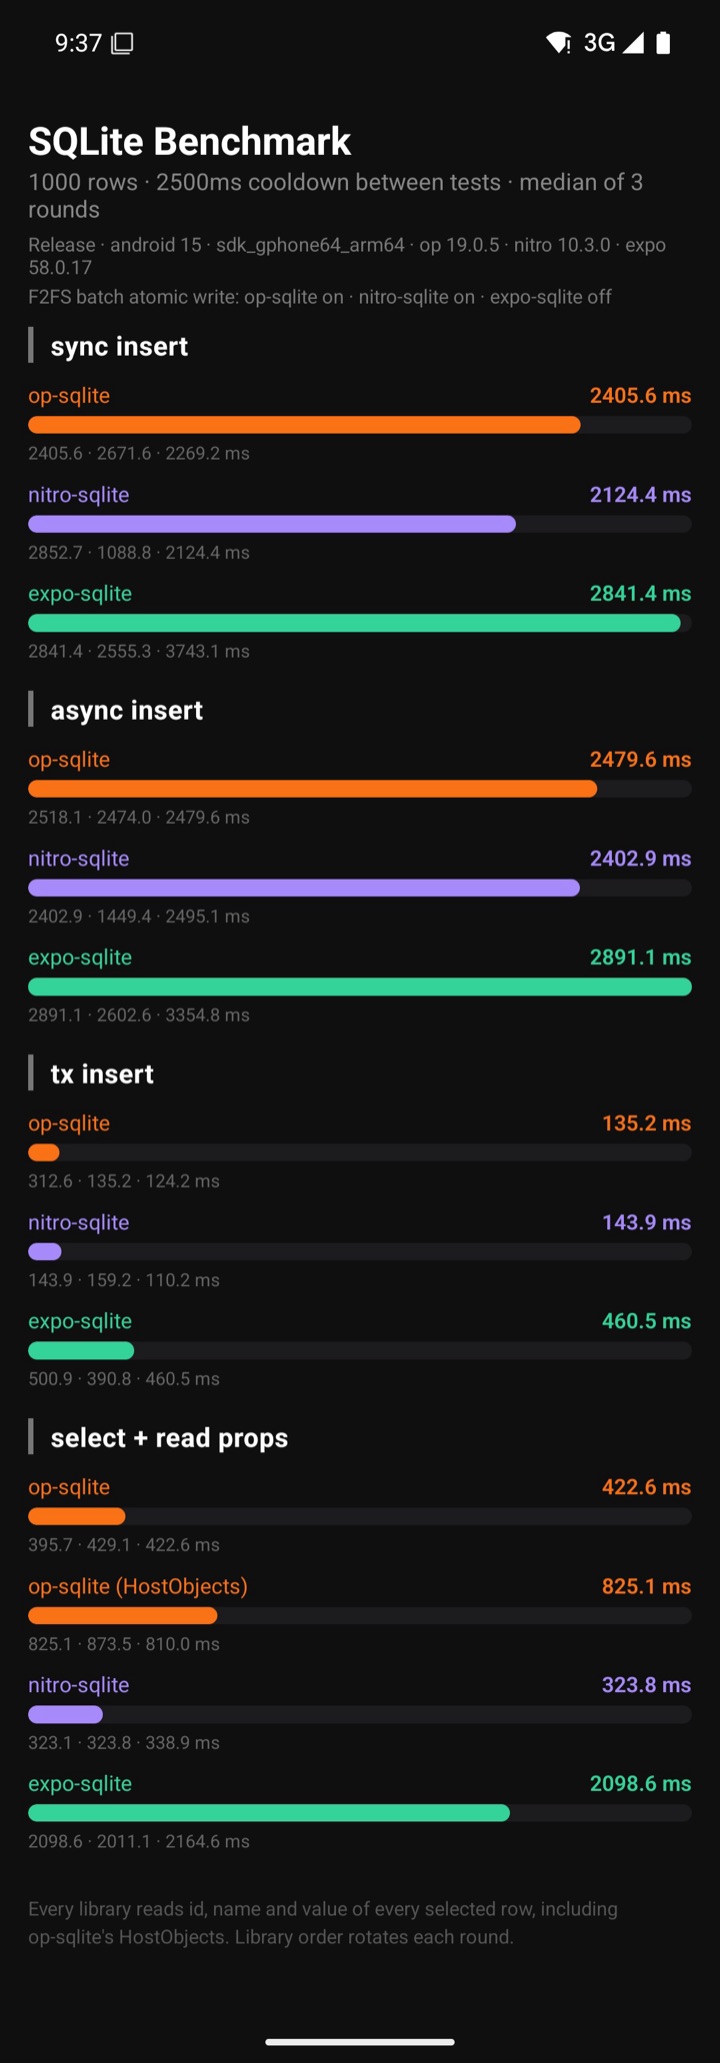 9:37
3G
SQLite Benchmark
1000 rows · 2500ms cooldown between tests · median of 3
rounds
Release · android 15 · sdk_gphone64_arm64 · op 19.0.5 · nitro 10.3.0 · expo
58.0.17
F2FS batch atomic write: op-sqlite on · nitro-sqlite on · expo-sqlite off
sync insert
op-sqlite 2405.6 ms
2405.6 · 2671.6 · 2269.2 ms
nitro-sqlite 2124.4 ms
2852.7 · 1088.8 · 2124.4 ms
expo-sqlite 2841.4 ms
2841.4 · 2555.3 · 3743.1 ms
async insert
op-sqlite 2479.6 ms
2518.1 · 2474.0 · 2479.6 ms
nitro-sqlite 2402.9 ms
2402.9 · 1449.4 · 2495.1 ms
expo-sqlite 2891.1 ms
2891.1 · 2602.6 · 3354.8 ms
tx insert
op-sqlite 135.2 ms
312.6 · 135.2 · 124.2 ms
nitro-sqlite 143.9 ms
143.9 · 159.2 · 110.2 ms
expo-sqlite 460.5 ms
500.9 · 390.8 · 460.5 ms
select + read props
op-sqlite 422.6 ms
395.7 · 429.1 · 422.6 ms
op-sqlite (HostObjects) 825.1 ms
825.1 · 873.5 · 810.0 ms
nitro-sqlite 323.8 ms
323.1 · 323.8 · 338.9 ms
expo-sqlite 2098.6 ms
2098.6 · 2011.1 · 2164.6 ms
Every library reads id, name and value of every selected row, including
op-sqlite's HostObjects. Library order rotates each round.